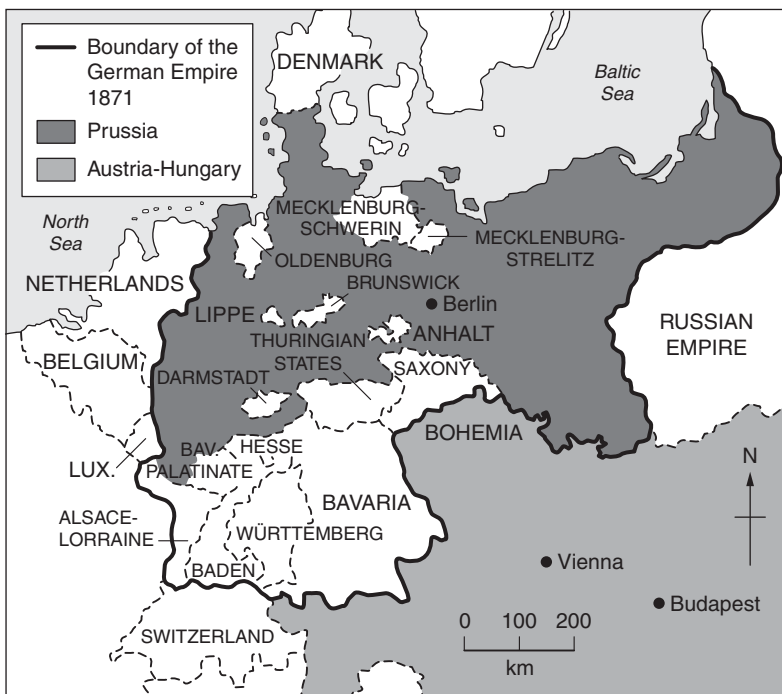 Boundary of the
German Empire
1871
Prussia
Austria-Hungary
DENMARK
Baltic
Sea
North
Sea
MECKLENBURG-
SCHWERIN
MECKLENBURG-
STRELITZ
OLDENBURG
NETHERLANDS
BRUNSWICK
LIPPE
Berlin
RUSSIAN
EMPIRE
THURINGIAN
STATES
ANHALT
BELGIUM
SAXONY
DARMSTADT
BOHEMIA
LUX.
BAV.
PALATINATE
HESSE
N
BAVARIA
ALSACE-
LORRAINE
WÜRTTEMBERG
BADEN
Vienna
Budapest
SWITZERLAND
0 100 200
km